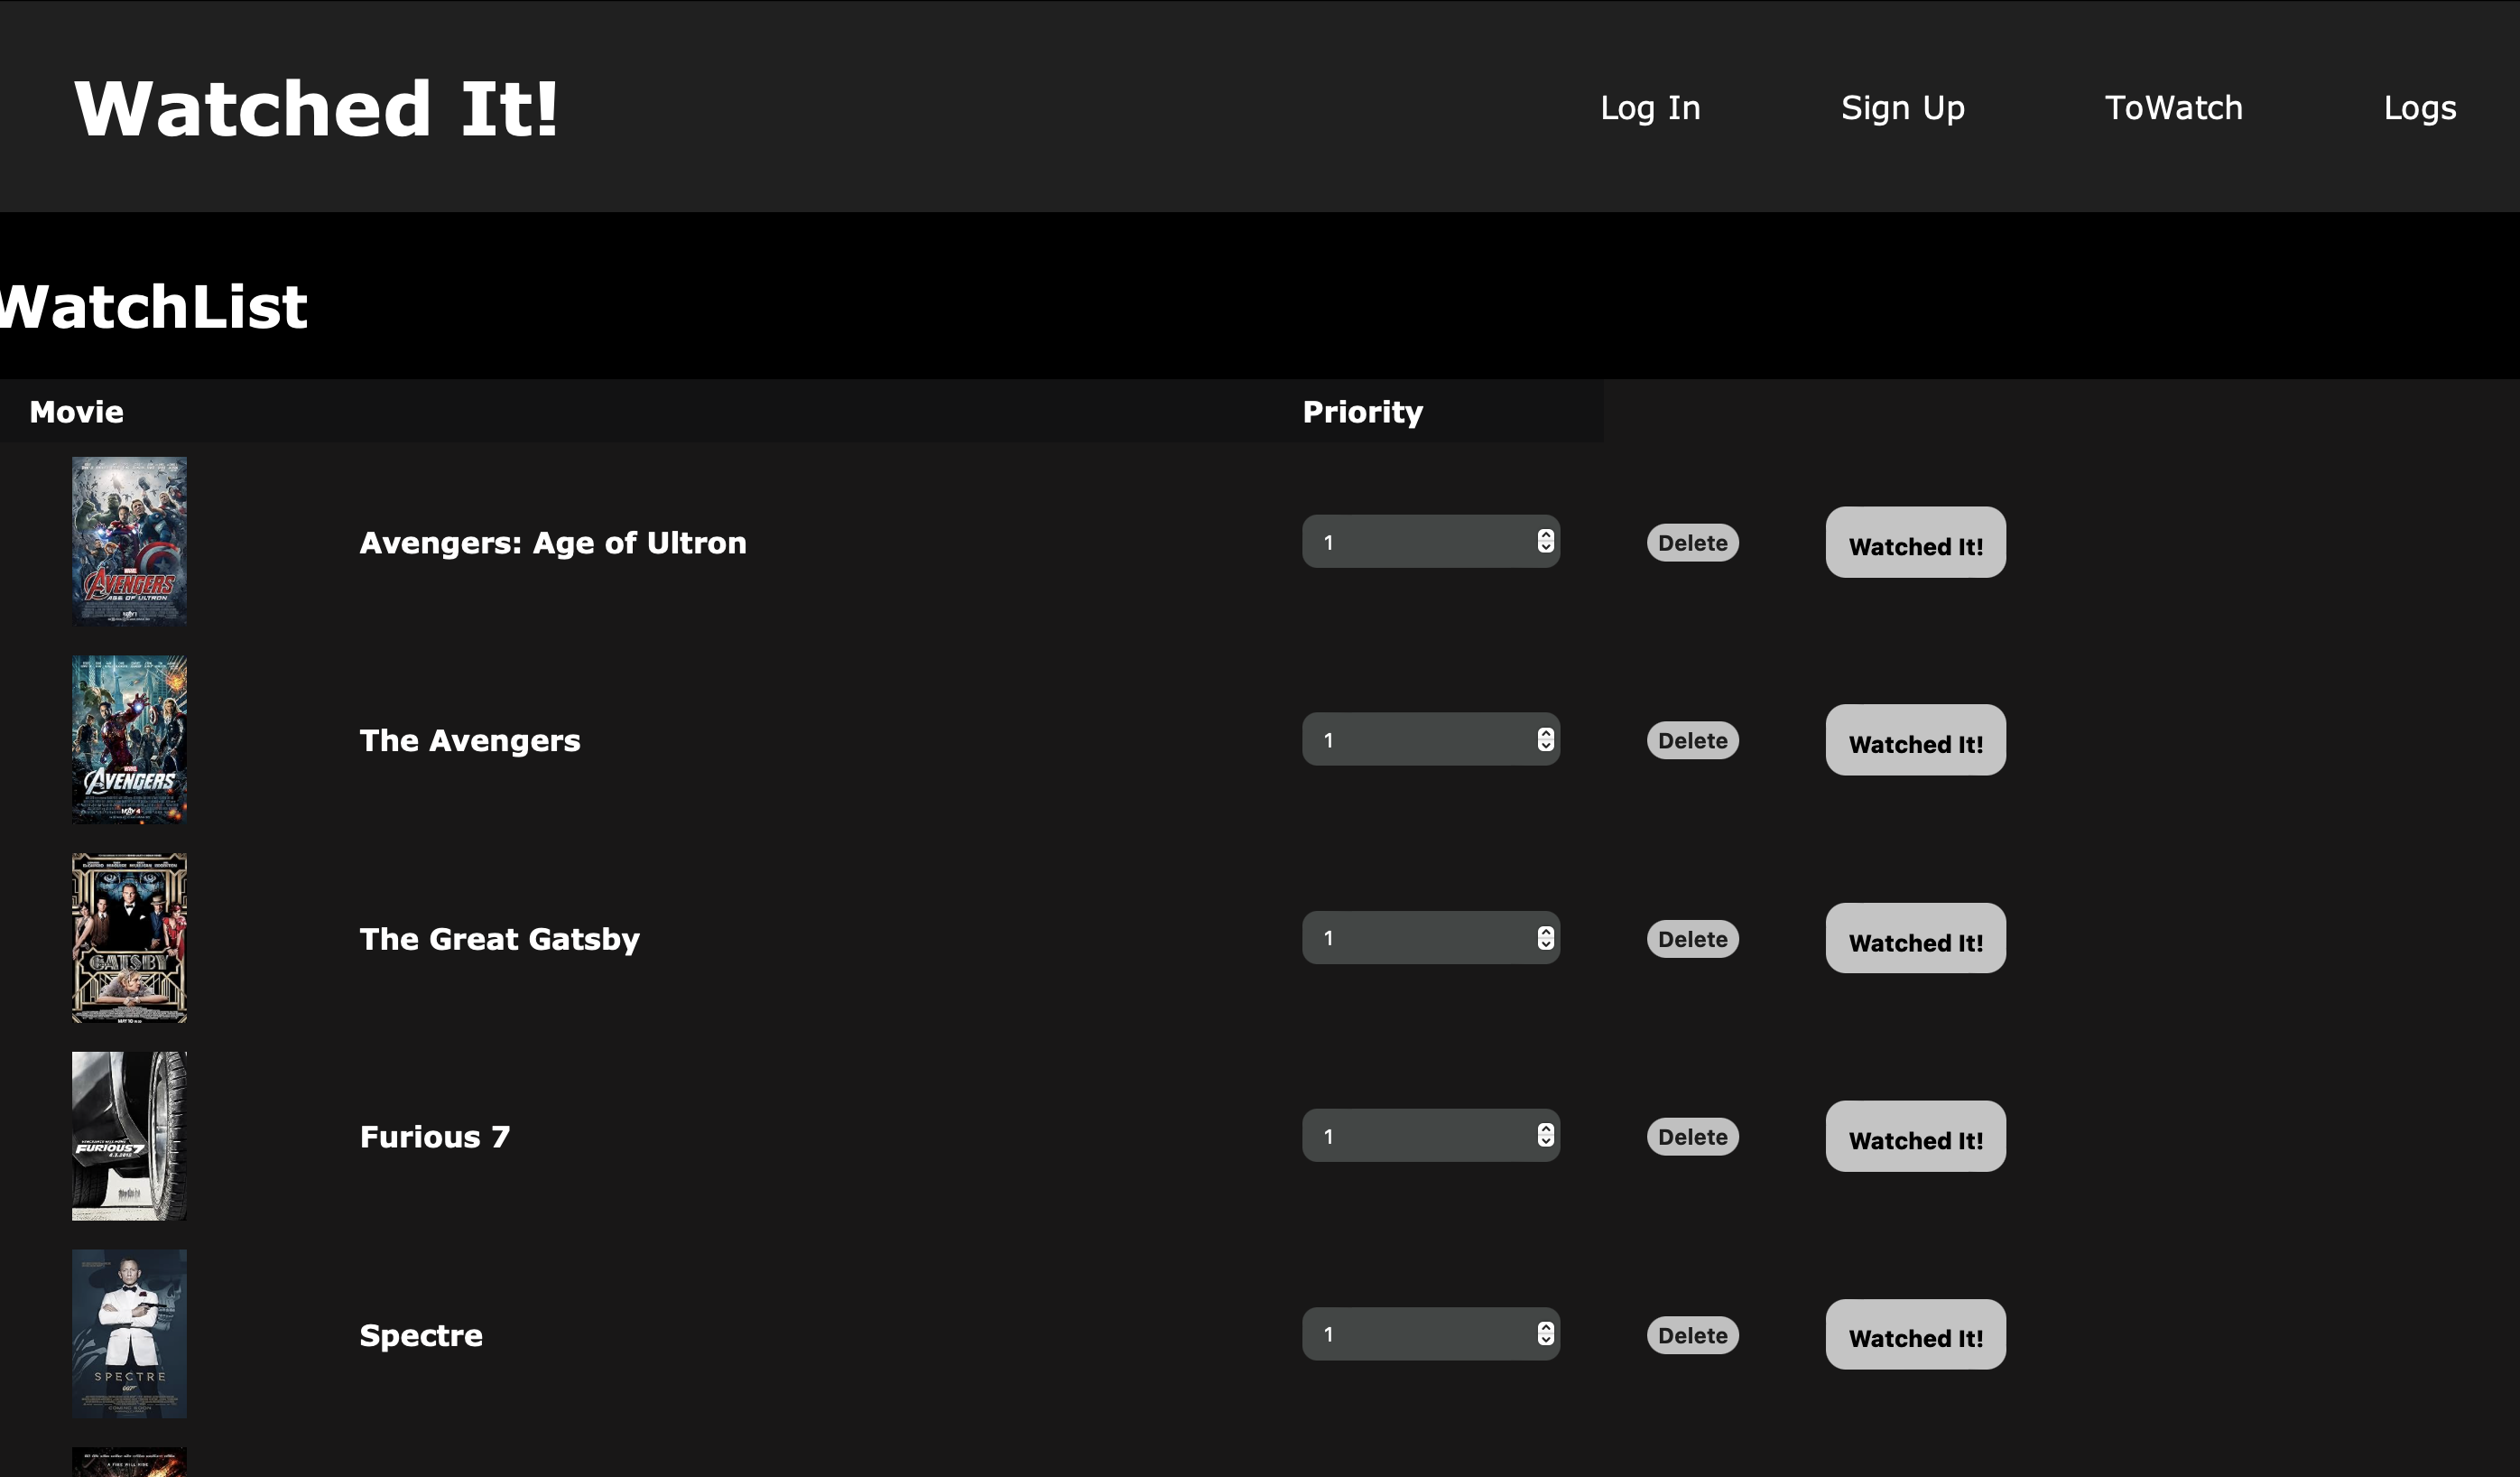 Watched It!
Log In
Sign Up
ToWatch
Logs
WatchList
Movie
Priority
AVENGERS
AGE OF ULTRON
Avengers: Age of Ultron
1
Delete
Watched It!
AVENGERS
The Avengers
1
Delete
Watched It!
GATSBY
The Great Gatsby
1
Delete
Watched It!
FURIOUS 7
Furious 7
1
Delete
Watched It!
SPECTRE
007
COMING SOON
Spectre
1
Delete
Watched It!